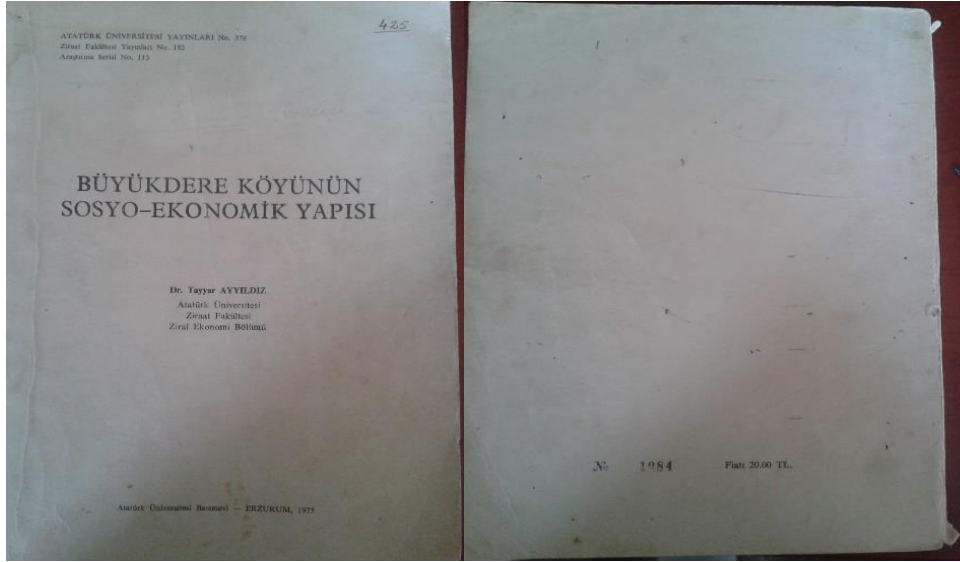 425
ATATÜRK ÜNİVERSİTESİ YAYINLARI No. 378
Ziraat Fakültesi Yayınları No. 182
Araştırma Serisi No. 115
BÜYÜKDERE KÖYÜNÜN
SOSYO–EKONOMİK YAPISI
Dr. Tayyar AYYILDIZ
Atatürk Üniversitesi
Ziraat Fakültesi
Zirai Ekonomi Bölümü
Atatürk Üniversitesi Basımevi — ERZURUM, 1975
№ 1984 Fiatı 20.00 TL.